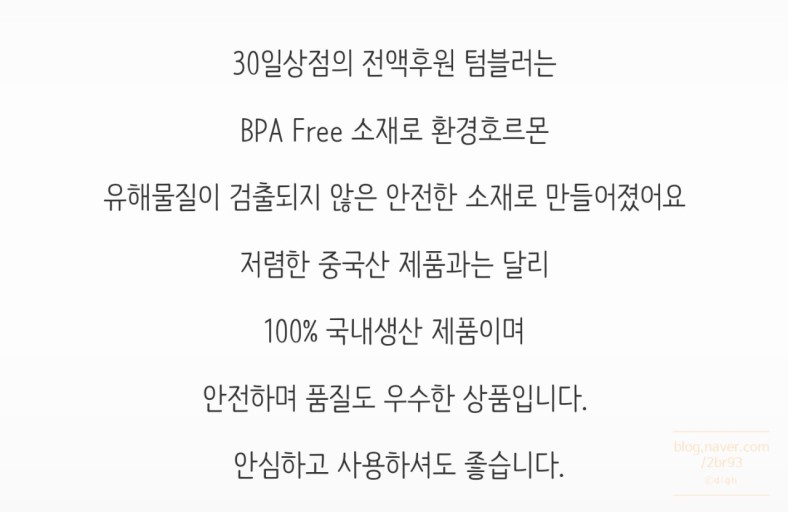 30일상점의 전액후원 텀블러는
BPA Free 소재로 환경호르몬
유해물질이 검출되지 않은 안전한 소재로 만들어졌어요
저렴한 중국산 제품과는 달리
100% 국내생산 제품이며
안전하며 품질도 우수한 상품입니다.
안심하고 사용하셔도 좋습니다.
blog.naver.com
/2br93